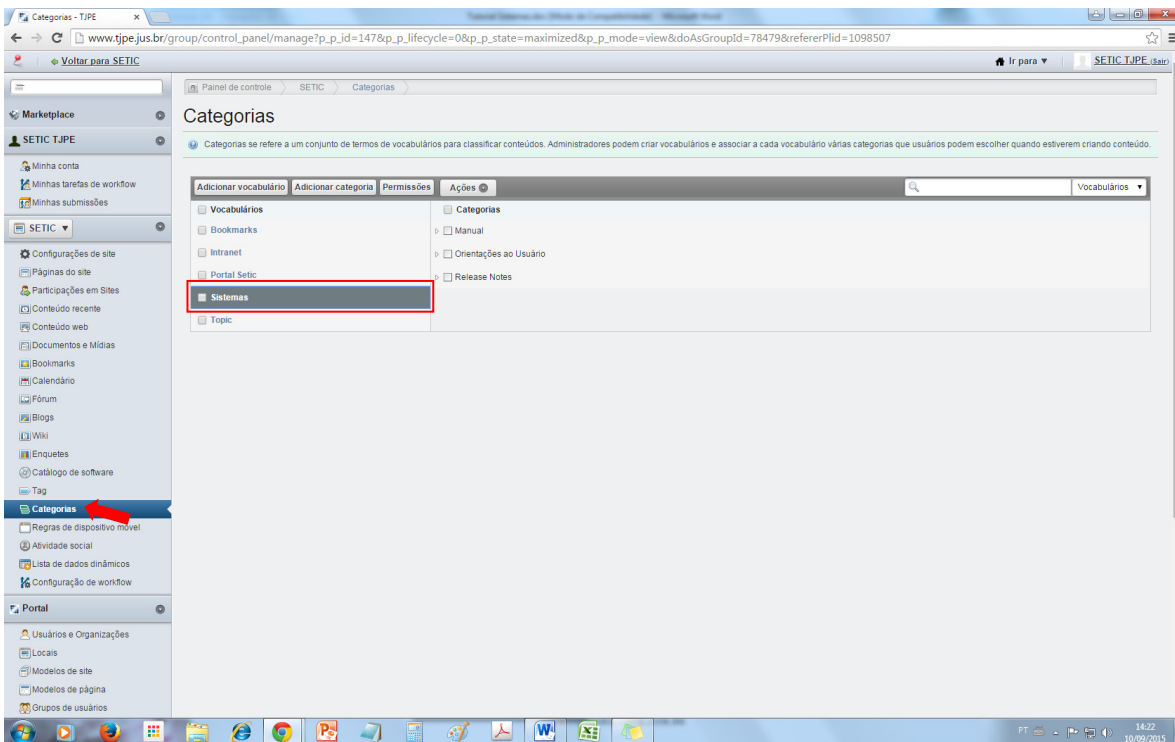 Categorias - TJPE
Tutorial Sistemas.doc [Modo de Compatibilidade] - Microsoft Word
www.tjpe.jus.br/group/control_panel/manage?p_p_id=147&p_p_lifecycle=0&p_p_state=maximized&p_p_mode=view&doAsGroupId=78479&refererPlid=1098507
Voltar para SETIC
Ir para
SETIC TJPE (Sair)
Painel de controle
SETIC
Categorias
Marketplace
Categorias
SETIC TJPE
Categorias se refere a um conjunto de termos de vocabulários para classificar conteúdos. Administradores podem criar vocabulários e associar a cada vocabulário várias categorias que usuários podem escolher quando estiverem criando conteúdo.
Minha conta
Minhas tarefas de workflow
Minhas submissões
Adicionar vocabulário
Adicionar categoria
Permissões
Ações
Vocabulários
Vocabulários
Categorias
Bookmarks
Manual
Intranet
Orientações ao Usuário
Portal Setic
Release Notes
Sistemas
Topic
SETIC
Configurações de site
Páginas do site
Participações em Sites
Conteúdo recente
Conteúdo web
Documentos e Mídias
Bookmarks
Calendário
Fórum
Blogs
Wiki
Enquetes
Catálogo de software
Tag
Categorias
Regras de dispositivo móvel
Atividade social
Lista de dados dinâmicos
Configuração de workflow
Portal
Usuários e Organizações
Locais
Modelos de site
Modelos de página
Grupos de usuários
PT
14:22
10/09/2015